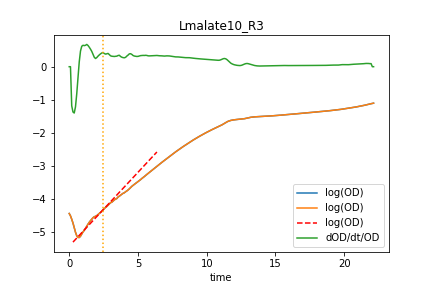 Lmalate10_R3
0
−1
−2
−3
−4
−5
0 5 10 15 20
time
log(OD)
log(OD)
log(OD)
dOD/dt/OD